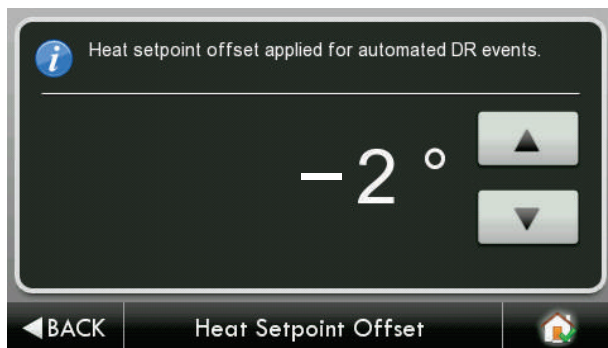 Heat setpoint offset applied for automated DR events.
−2°
BACK
Heat Setpoint Offset